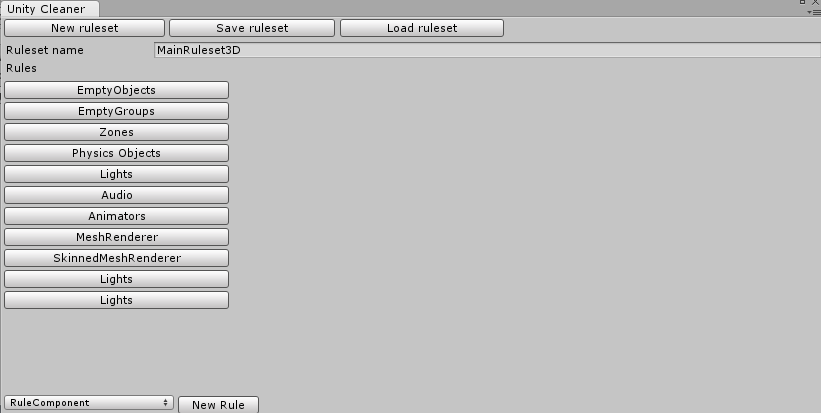 Unity Cleaner
New ruleset Save ruleset Load ruleset
Ruleset name MainRuleset3D
Rules
EmptyObjects
EmptyGroups
Zones
Physics Objects
Lights
Audio
Animators
MeshRenderer
SkinnedMeshRenderer
Lights
Lights
RuleComponent New Rule